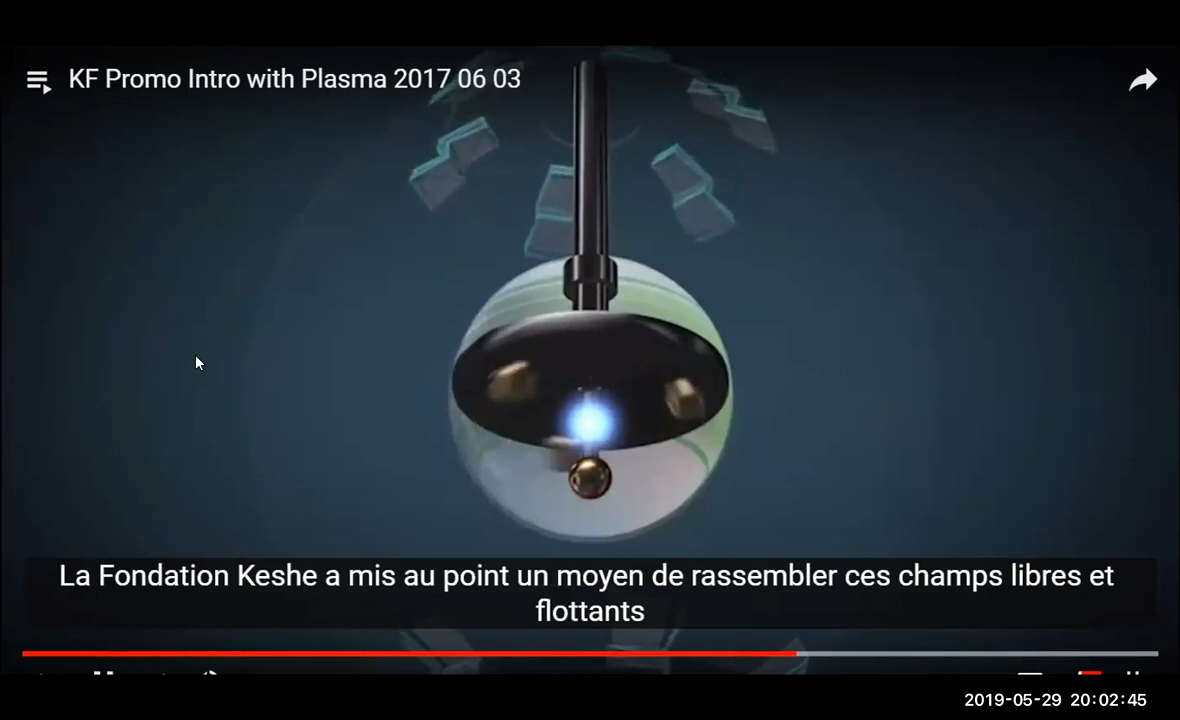 KF Promo Intro with Plasma 2017 06 03
La Fondation Keshe a mis au point un moyen de rassembler ces champs libres et
flottants
2019-05-29 20:02:45